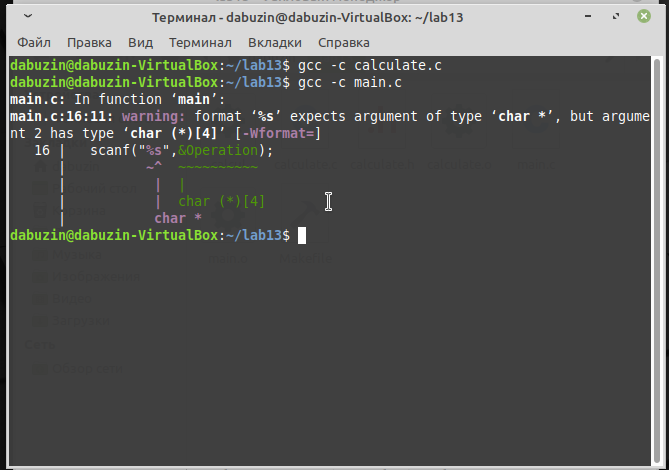 Терминал - dabuzin@dabuzin-VirtualBox: ~/lab13
Файл Правка Вид Терминал Вкладки Справка
dabuzin@dabuzin-VirtualBox:~/lab13$ gcc -c calculate.c
dabuzin@dabuzin-VirtualBox:~/lab13$ gcc -c main.c
main.c: In function ‘main’:
main.c:16:11: warning: format ‘%s’ expects argument of type ‘char *’, but argume
nt 2 has type ‘char (*)[4]’ [-Wformat=]
   16 |   scanf("%s",&Operation);
      |          ~^  ~~~~~~~~~~
      |           |  |
      |           |  char (*)[4]
      |           char *
dabuzin@dabuzin-VirtualBox:~/lab13$